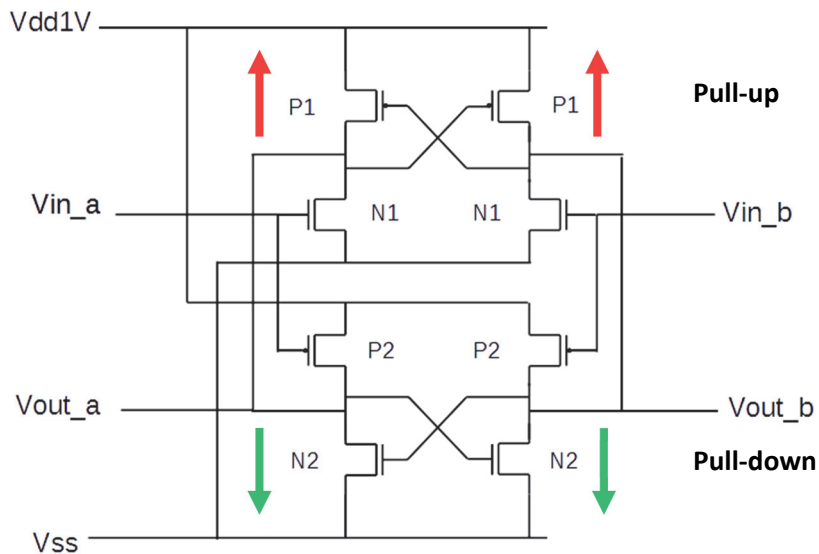 Vdd1V
P1
P1
Pull-up
Vin_a
N1
N1
Vin_b
P2
P2
Vout_a
Vout_b
N2
N2
Pull-down
Vss